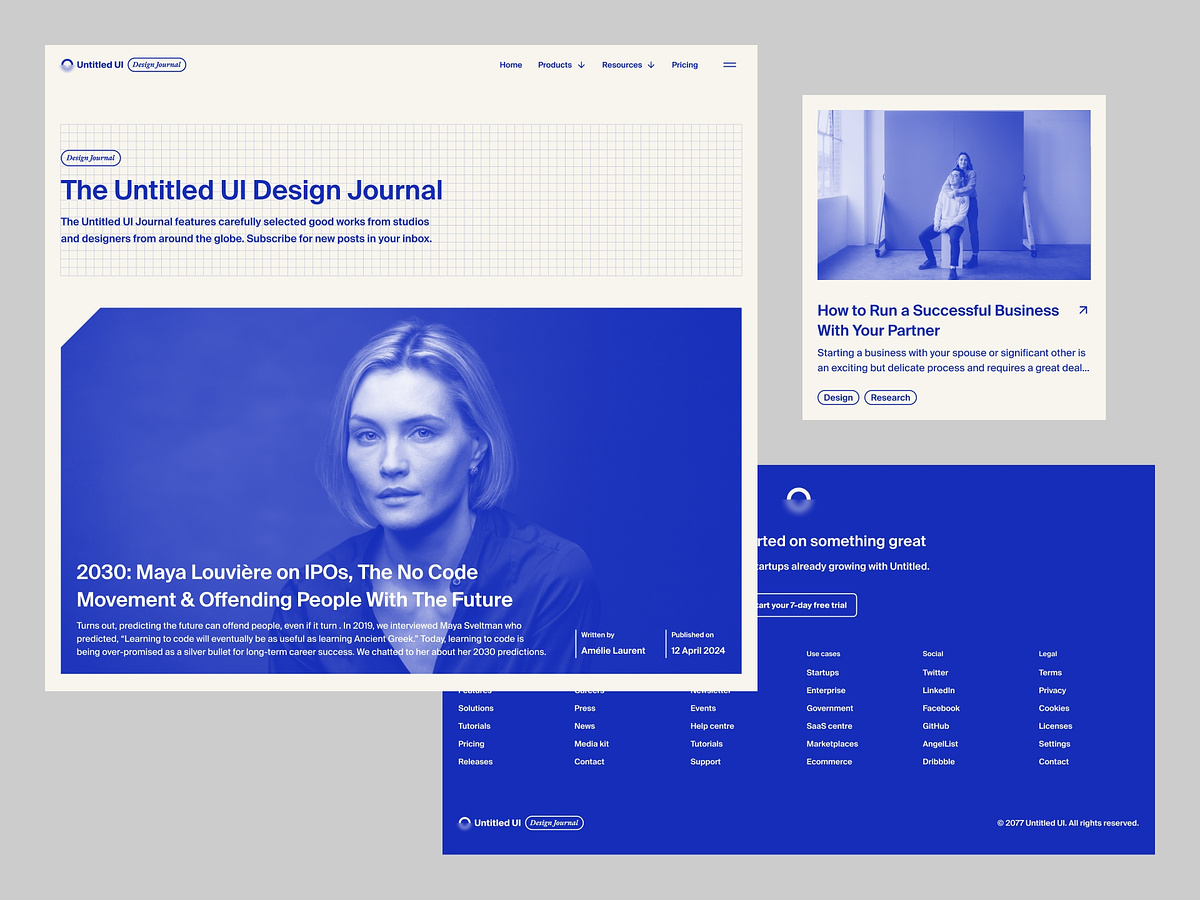 Untitled UI Design Journal
Home Products Resources Pricing
Design Journal
The Untitled UI Design Journal
The Untitled UI Journal features carefully selected good works from studios
and designers from around the globe. Subscribe for new posts in your inbox.
2030: Maya Louvière on IPOs, The No Code
Movement & Offending People With The Future
Turns out, predicting the future can offend people, even if it turn . In 2019, we interviewed Maya Sveltman who
predicted, “Learning to code will eventually be as useful as learning Ancient Greek.” Today, learning to code is
being over-promised as a silver bullet for long-term career success. We chatted to her about her 2030 predictions.
Written by
Amélie Laurent
Published on
12 April 2024
How to Run a Successful Business
With Your Partner
Starting a business with your spouse or significant other is
an exciting but delicate process and requires a great deal...
Design Research
on something great
already growing with Untitled.
your 7-day free trial
Use cases Social Legal
Startups Twitter Terms
Features Careers Newsletter Enterprise LinkedIn Privacy
Solutions Press Events Government Facebook Cookies
Tutorials News Help centre SaaS centre GitHub Licenses
Pricing Media kit Tutorials Marketplaces AngelList Settings
Releases Contact Support Ecommerce Dribbble Contact
Untitled UI Design Journal
© 2077 Untitled UI. All rights reserved.